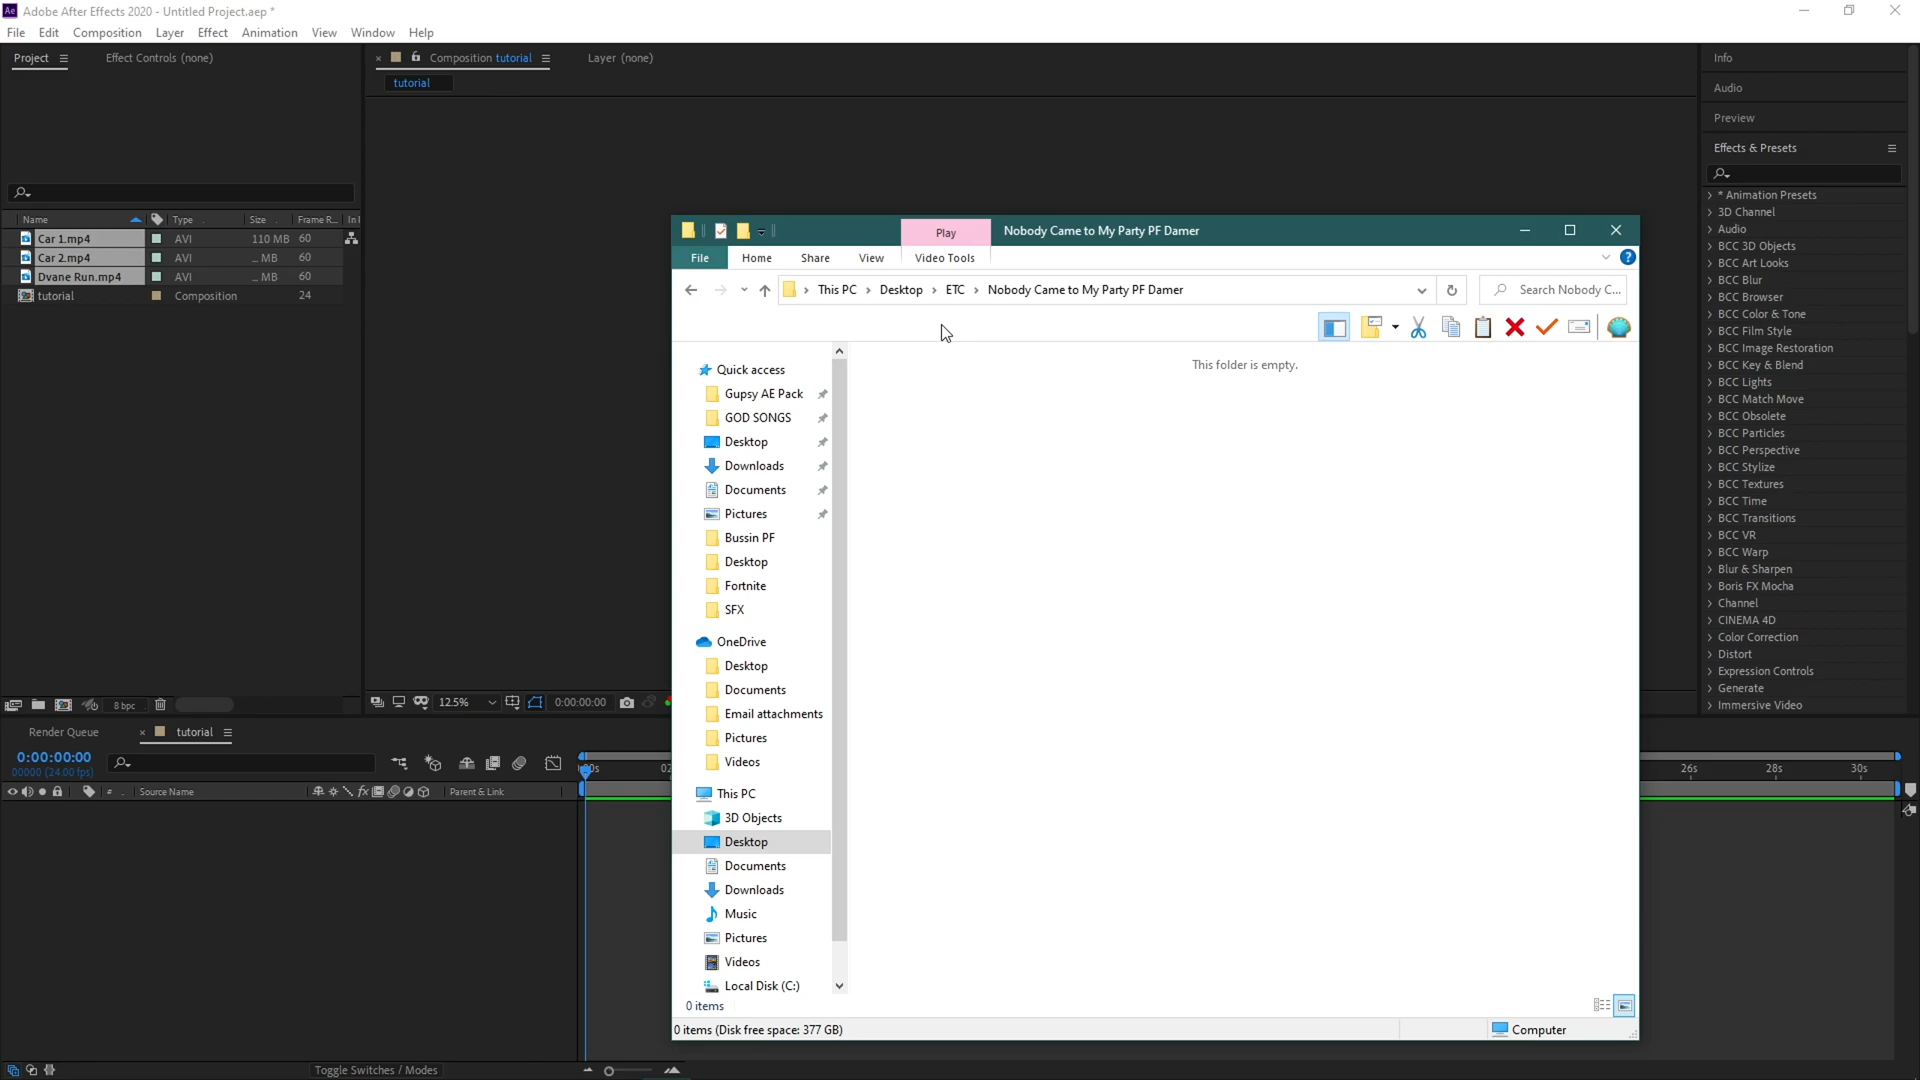 Adobe After Effects 2020 - Untitled Project.aep *
File Edit Composition Layer Effect Animation View Window Help
Project
Effect Controls (none)
Composition tutorial
Layer (none)
tutorial
Name Type Size Frame R... In
Car 1.mp4 AVI 110 MB 60
Car 2.mp4 AVI ... MB 60
Dvane Run.mp4 AVI ... MB 60
tutorial Composition 24
8 bpc
12.5%
0:00:00:00
Info
Audio
Preview
Effects & Presets
* Animation Presets
3D Channel
Audio
BCC 3D Objects
BCC Art Looks
BCC Blur
BCC Browser
BCC Color & Tone
BCC Film Style
BCC Image Restoration
BCC Key & Blend
BCC Lights
BCC Match Move
BCC Obsolete
BCC Particles
BCC Perspective
BCC Stylize
BCC Textures
BCC Time
BCC Transitions
BCC VR
BCC Warp
Blur & Sharpen
Boris FX Mocha
Channel
CINEMA 4D
Color Correction
Distort
Expression Controls
Generate
Immersive Video
Play
Nobody Came to My Party PF Damer
File Home Share View Video Tools
This PC > Desktop > ETC > Nobody Came to My Party PF Damer
Search Nobody C...
This folder is empty.
Quick access
Gupsy AE Pack
GOD SONGS
Desktop
Downloads
Documents
Pictures
Bussin PF
Desktop
Fortnite
SFX
OneDrive
Desktop
Documents
Email attachments
Pictures
Videos
This PC
3D Objects
Desktop
Documents
Downloads
Music
Pictures
Videos
Local Disk (C:)
0 items
0 items (Disk free space: 377 GB)
Computer
Render Queue
tutorial
0:00:00:00
00000 (24.00 fps)
# Source Name
Parent & Link
26s 28s 30s
Toggle Switches / Modes